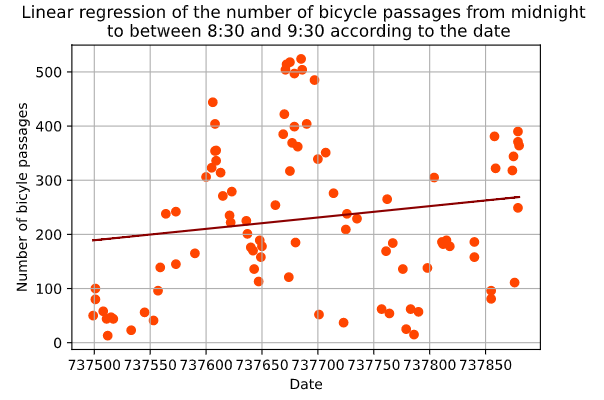 Linear regression of the number of bicycle passages from midnight
to between 8:30 and 9:30 according to the date
Number of bicyle passages
500
400
300
200
100
0
737500 737600 737650 737700 737750 737800 737850
Date